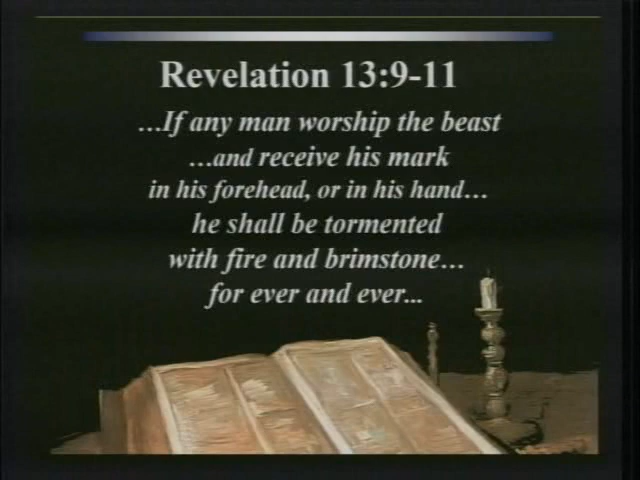 Revelation 13:9-11
…If any man worship the beast
…and receive his mark
in his forehead, or in his hand…
he shall be tormented
with fire and brimstone…
for ever and ever...